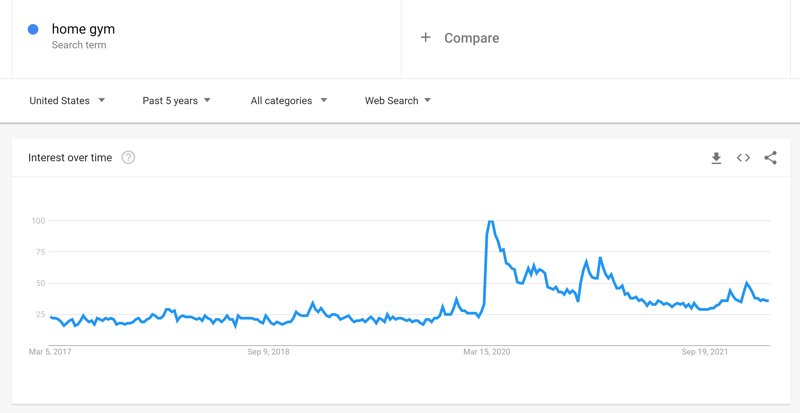 home gym
Search term
+ Compare
United States
Past 5 years
All categories
Web Search
Interest over time ?
100
75
50
25
Mar 5, 2017
Sep 9, 2018
Mar 15, 2020
Sep 19, 2021